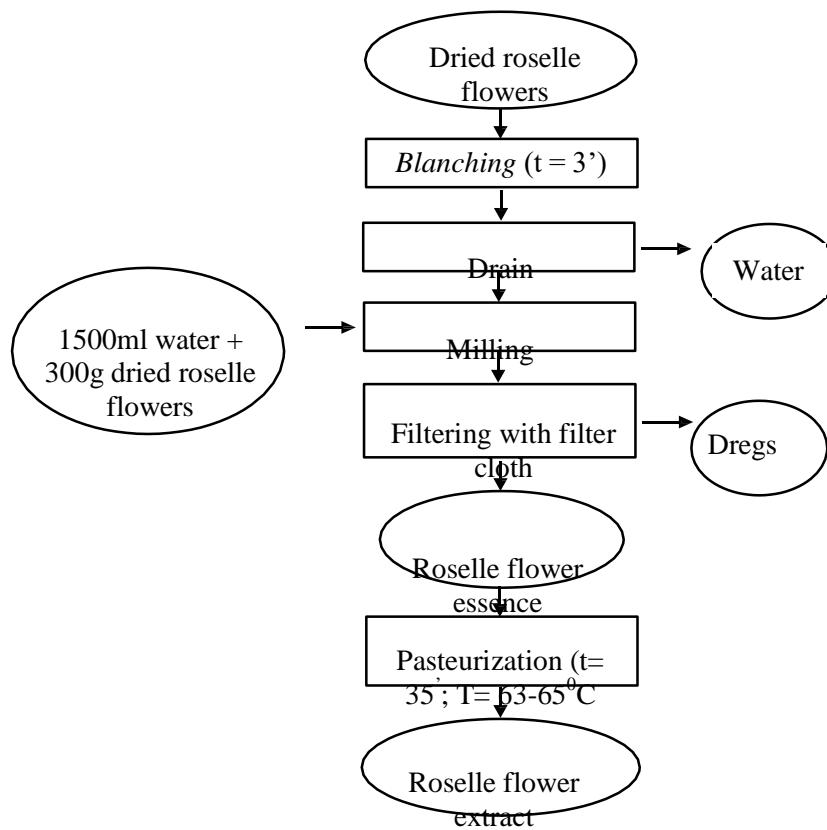 Dried roselle
flowers
Blanching (t = 3’)
Drain
Water
1500ml water +
300g dried roselle
flowers
Milling
Filtering with filter
cloth
Dregs
Roselle flower
essence
Pasteurization (t=
35’; T= 63-65⁰C
Roselle flower
extract